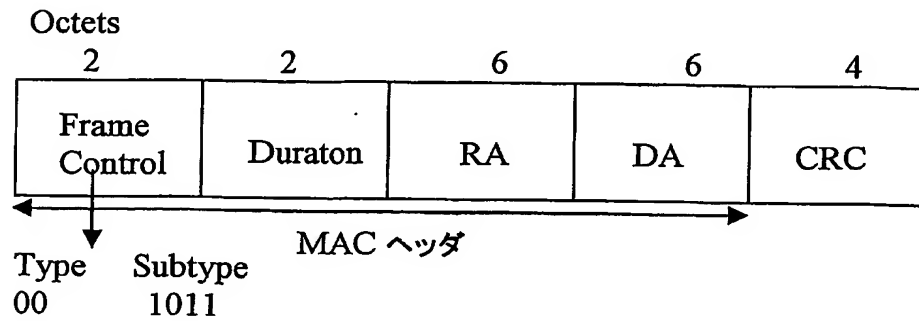 Octets
2 2 6 6 4
Frame Control Duraton RA DA CRC
MAC ヘッダ
Type Subtype
00 1011